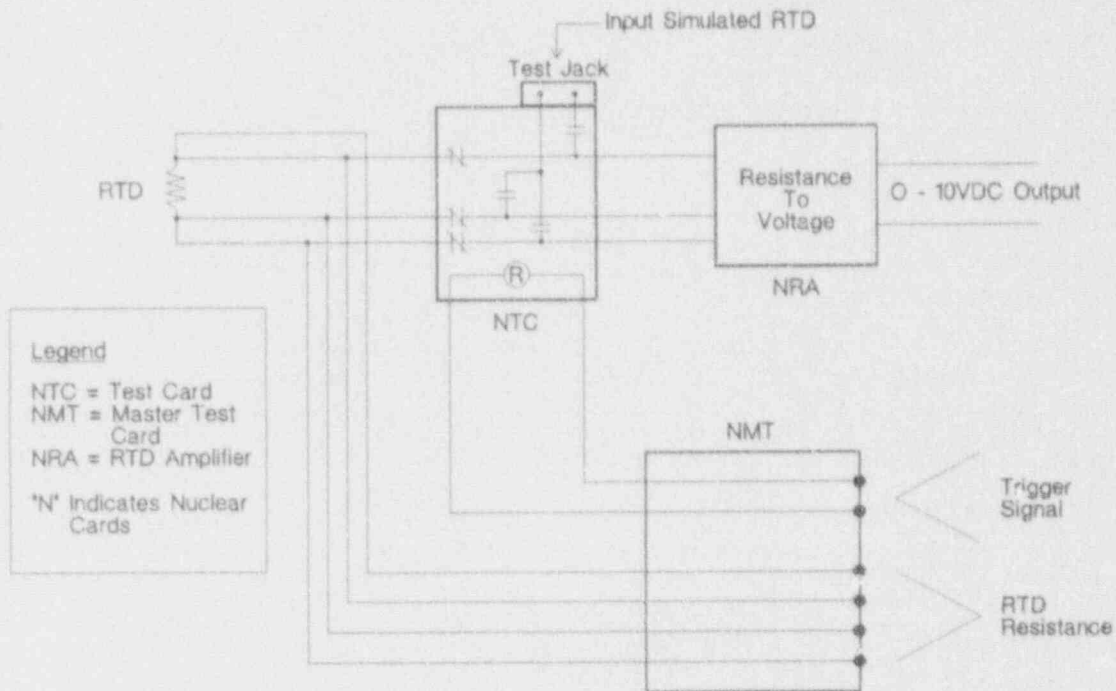 Input Simulated RTD
Test Jack
RTD
Resistance
To
Voltage
O - 10VDC Output
NRA
R
NTC
Legend
NTC = Test Card
NMT = Master Test
Card
NRA = RTD Amplifier
"N" Indicates Nuclear
Cards
NMT
Trigger
Signal
RTD
Resistance